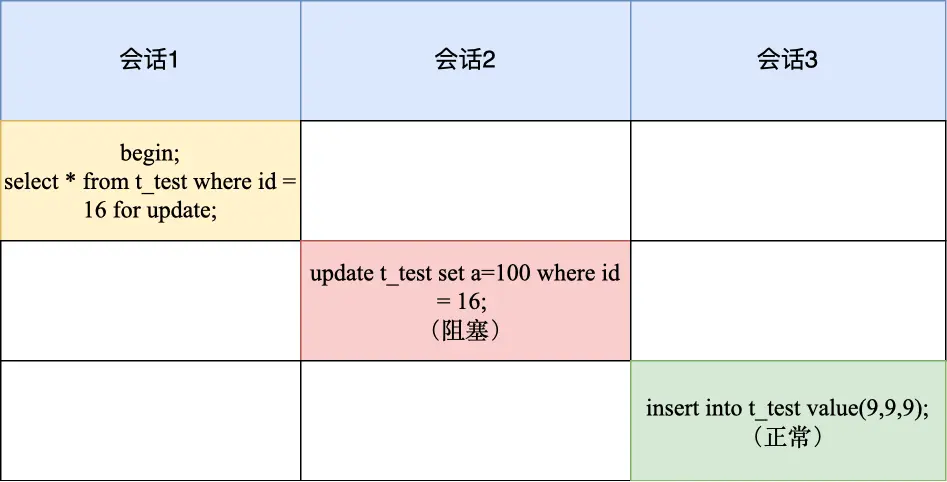 会话1
会话2
会话3
begin;
select * from t_test where id =
16 for update;
update t_test set a=100 where id
= 16;
（阻塞）
insert into t_test value(9,9,9);
（正常）